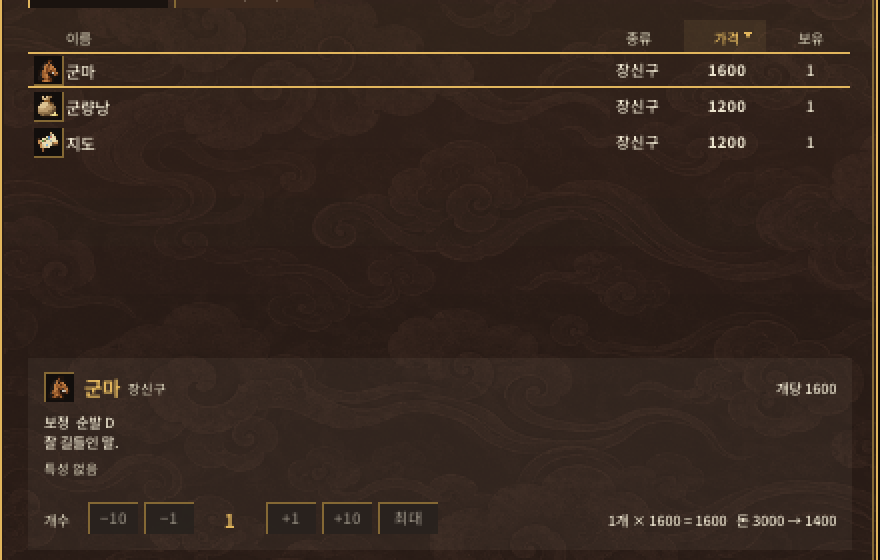 이름 종류 가격 보유
군마 장신구 1600 1
군량낭 장신구 1200 1
지도 장신구 1200 1
군마 장신구 개당 1600
보정 순발 D
잘 길들인 말.
특성 없음
개수 -10 -1 1 +1 +10 최대 1개 × 1600 = 1600 돈 3000 → 1400